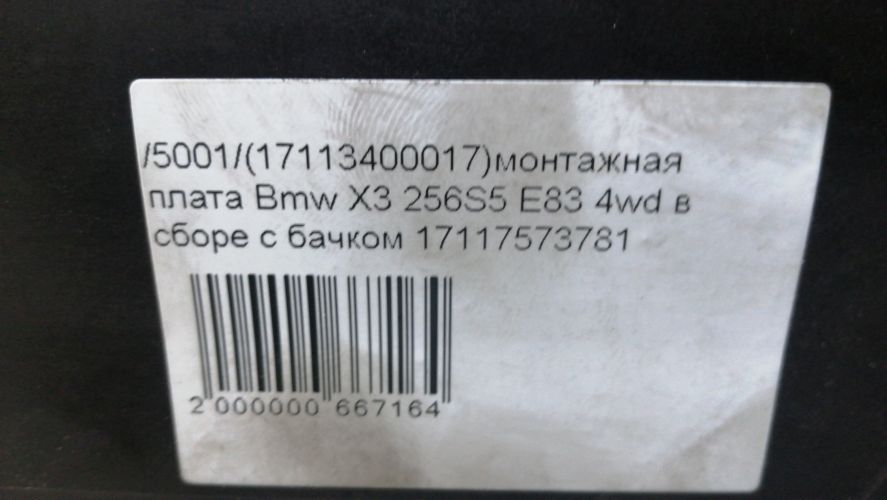 /5001/(17113400017)монтажная
плата Bmw X3 256S5 E83 4wd в
сборе с бачком 17117573781
2 000000 667164